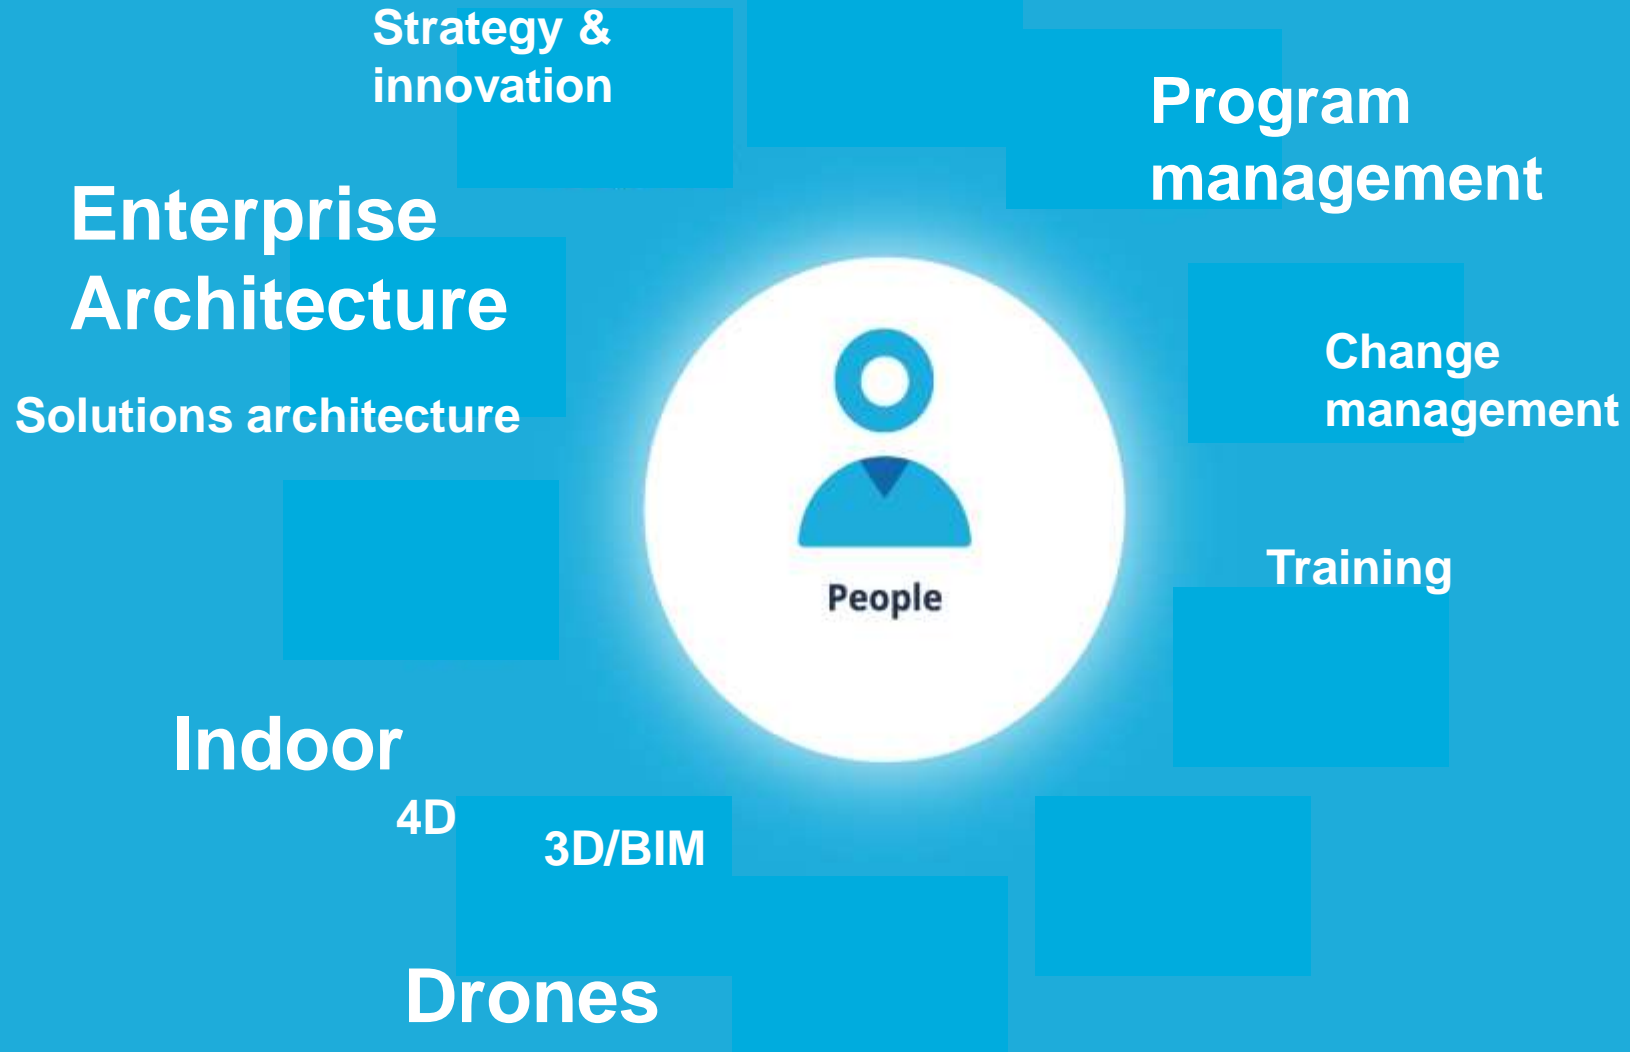 Strategy &
innovation
Program
management
Enterprise
Architecture
Change
management
Solutions architecture
Training
People
Indoor
4D
3D/BIM
Drones